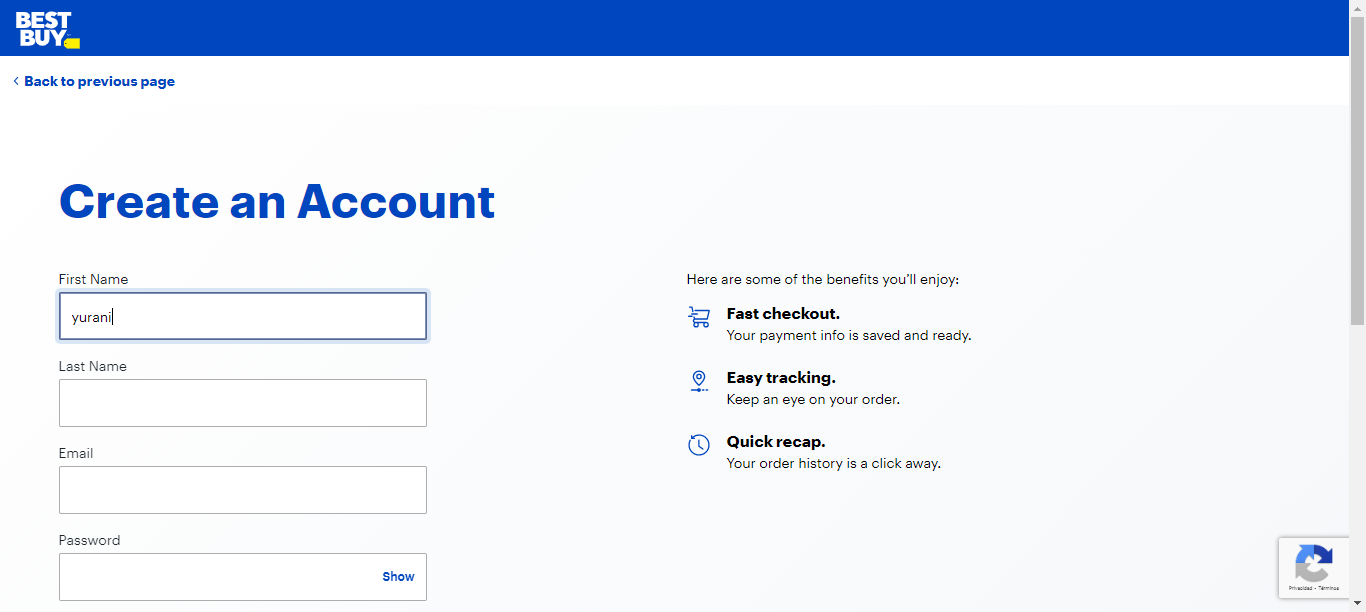 BEST
BUY
Back to previous page
Create an Account
First Name
yurani
Last Name
Email
Password
Show
Here are some of the benefits you'll enjoy:
Fast checkout.
Your payment info is saved and ready.
Easy tracking.
Keep an eye on your order.
Quick recap.
Your order history is a click away.
Privacidad - Términos